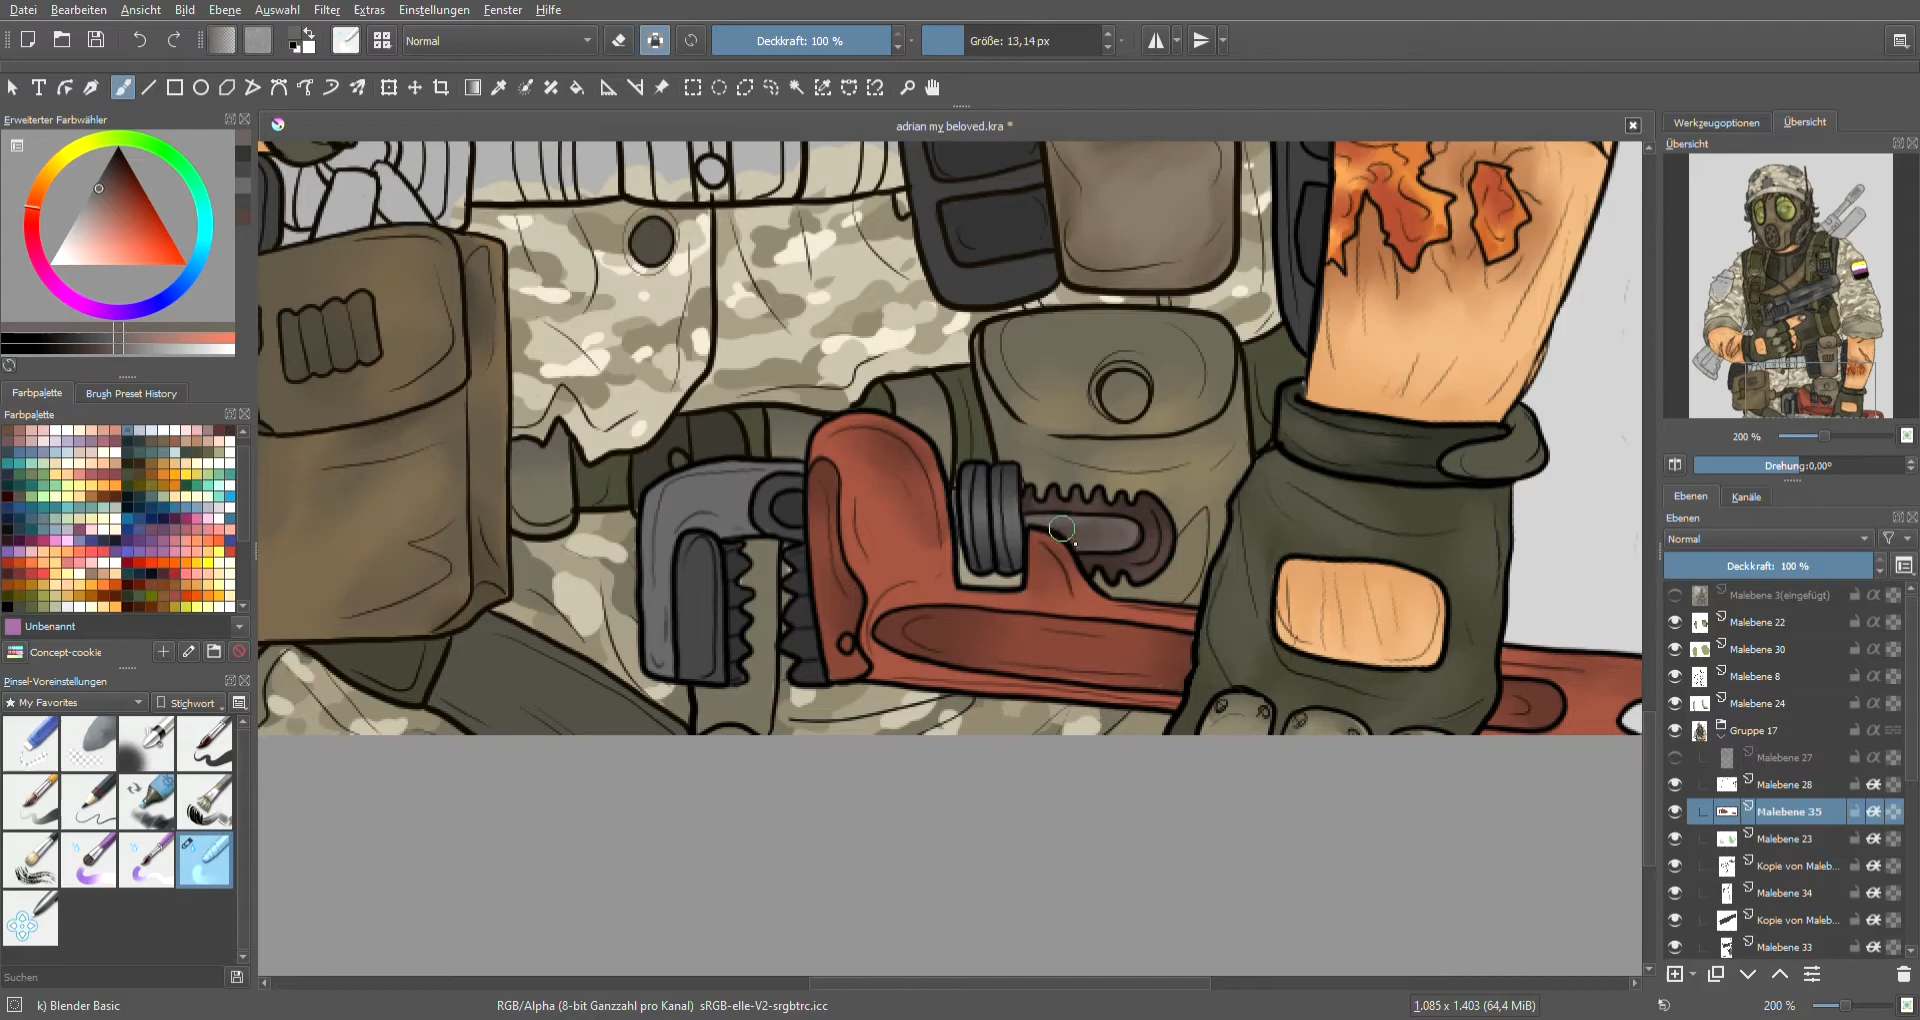 Datei Bearbeiten Ansicht Bild Ebene Auswahl Filter Extras Einstellungen Fenster Hilfe
Normal Deckkraft: 100 % Größe: 13,14 px
Erweiterter Farbwähler
adrian my beloved.kra *
Werkzeugoptionen Übersicht
Übersicht
200 %
Drehung:0,00°
Farbpalette Brush Preset History
Farbpalette
Ebenen Kanäle
Ebenen
Normal
Deckkraft: 100 %
Malebene 3(eingefügt)
Malebene 22
Malebene 30
Malebene 8
Malebene 24
Gruppe 17
Malebene 27
Malebene 28
Malebene 35
Malebene 23
Kopie von Maleb...
Malebene 34
Kopie von Maleb...
Malebene 33
Unbenannt
Concept-cookie
Pinsel-Voreinstellungen
★ My Favorites Stichwort
Suchen
k) Blender Basic RGB/Alpha (8-bit Ganzzahl pro Kanal) sRGB-elle-V2-srgbtrc.icc 1.085 x 1.403 (64,4 MiB) 200 %